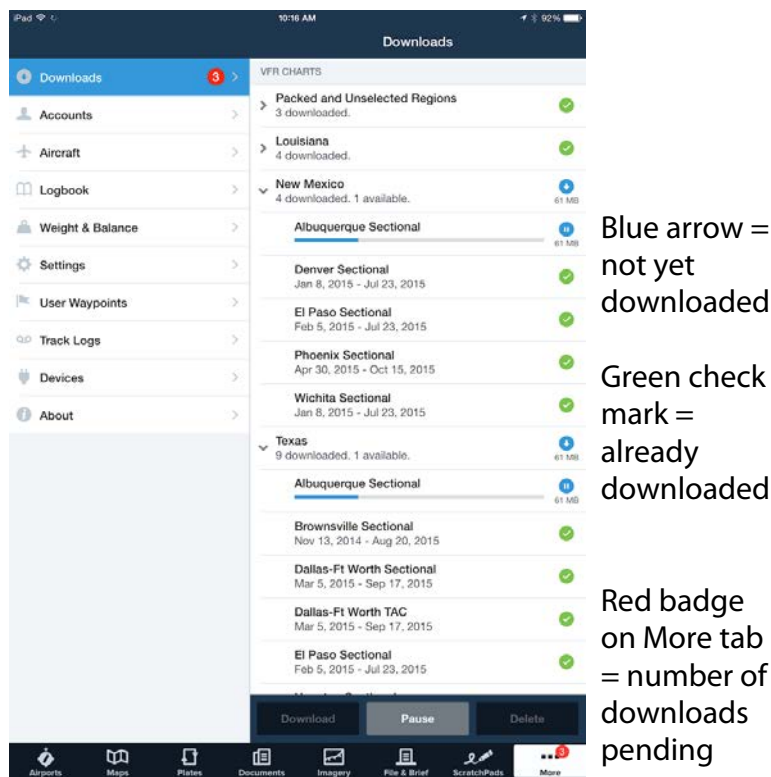 iPad
10:16 AM
92%
Downloads
Downloads 3
Accounts
Aircraft
Logbook
Weight & Balance
Settings
User Waypoints
Track Logs
Devices
About
VFR CHARTS
Packed and Unselected Regions
3 downloaded.
Louisiana
4 downloaded.
New Mexico
4 downloaded. 1 available.
61 MB
Albuquerque Sectional
61 MB
Denver Sectional
Jan 8, 2015 - Jul 23, 2015
El Paso Sectional
Feb 5, 2015 - Jul 23, 2015
Phoenix Sectional
Apr 30, 2015 - Oct 15, 2015
Wichita Sectional
Jan 8, 2015 - Jul 23, 2015
Texas
9 downloaded. 1 available.
61 MB
Albuquerque Sectional
61 MB
Brownsville Sectional
Nov 13, 2014 - Aug 20, 2015
Dallas-Ft Worth Sectional
Mar 5, 2015 - Sep 17, 2015
Dallas-Ft Worth TAC
Mar 5, 2015 - Sep 17, 2015
El Paso Sectional
Feb 5, 2015 - Jul 23, 2015
Download Pause Delete
Airports Maps Plates Documents Imagery File & Brief ScratchPads More 3
Blue arrow =
not yet
downloaded
Green check
mark =
already
downloaded
Red badge
on More tab
= number of
downloads
pending